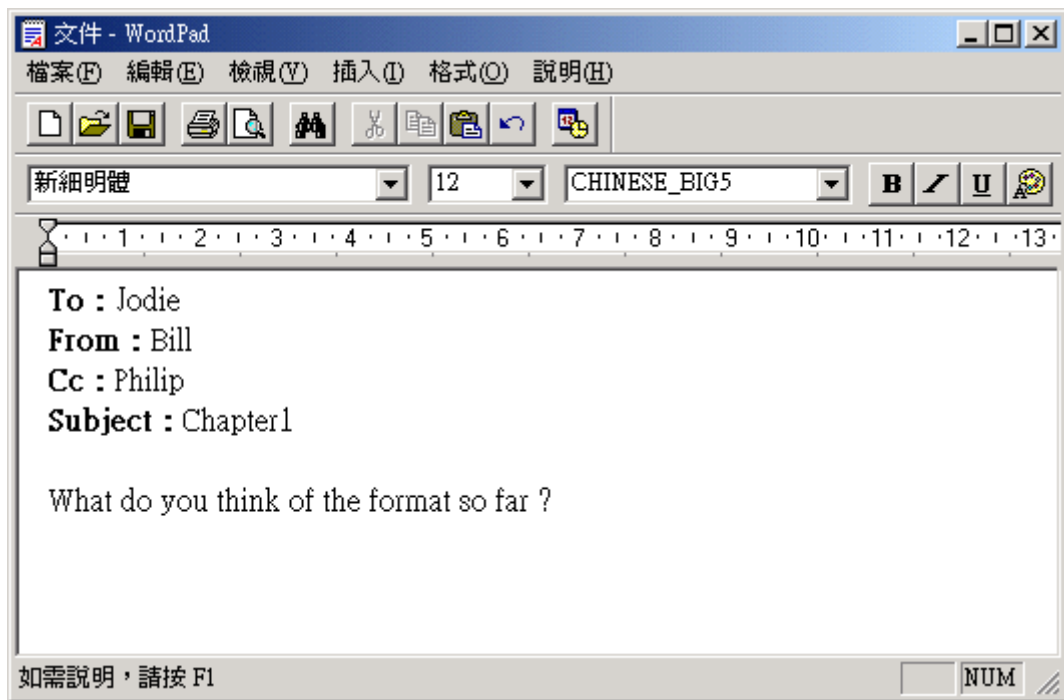 文件 - WordPad
檔案(F) 編輯(E) 檢視(V) 插入(I) 格式(O) 說明(H)
新細明體 12 CHINESE_BIG5 B I U
1 2 3 4 5 6 7 8 9 10 11 12 13
To : Jodie
From : Bill
Cc : Philip
Subject : Chapter1
What do you think of the format so far ?
如需說明，請按 F1 NUM